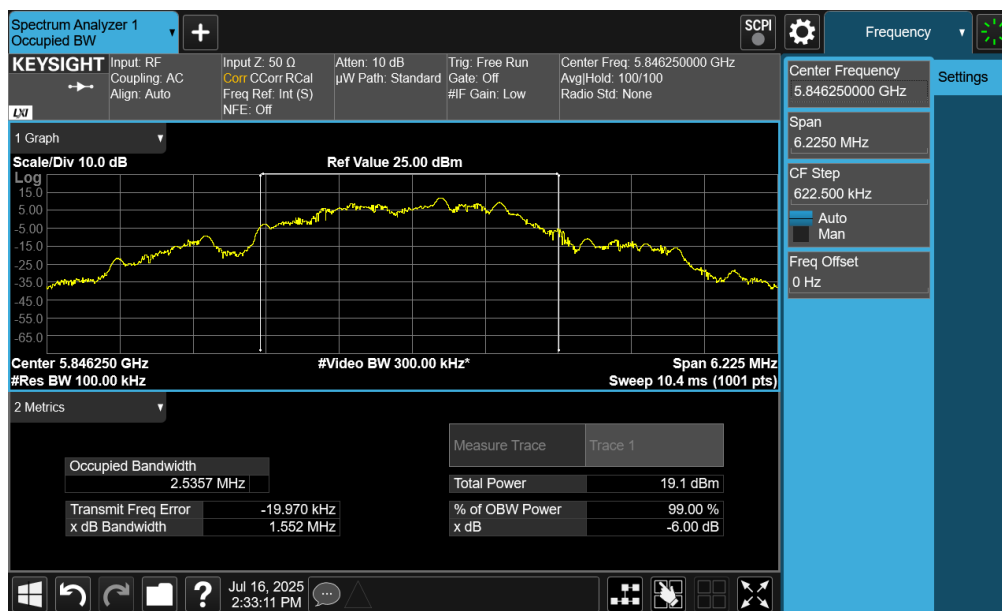 Spectrum Analyzer 1
Occupied BW
SCPI
Frequency
KEYSIGHT
LXI
Input: RF
Coupling: AC
Align: Auto
Input Z: 50 Ω
Corr CCorr RCal
Freq Ref: Int (S)
NFE: Off
Atten: 10 dB
µW Path: Standard
Trig: Free Run
Gate: Off
#IF Gain: Low
Center Freq: 5.846250000 GHz
Avg|Hold: 100/100
Radio Std: None
Center Frequency
5.846250000 GHz
Settings
Span
6.2250 MHz
CF Step
622.500 kHz
Auto
Man
Freq Offset
0 Hz
1 Graph
Scale/Div 10.0 dB
Ref Value 25.00 dBm
Log
15.0
5.00
-5.00
-15.0
-25.0
-35.0
-45.0
-55.0
-65.0
Center 5.846250 GHz
#Video BW 300.00 kHz*
Span 6.225 MHz
#Res BW 100.00 kHz
Sweep 10.4 ms (1001 pts)
2 Metrics
Measure Trace
Trace 1
Occupied Bandwidth
2.5357 MHz
Total Power
19.1 dBm
Transmit Freq Error
-19.970 kHz
% of OBW Power
99.00 %
x dB Bandwidth
1.552 MHz
x dB
-6.00 dB
?
Jul 16, 2025
2:33:11 PM